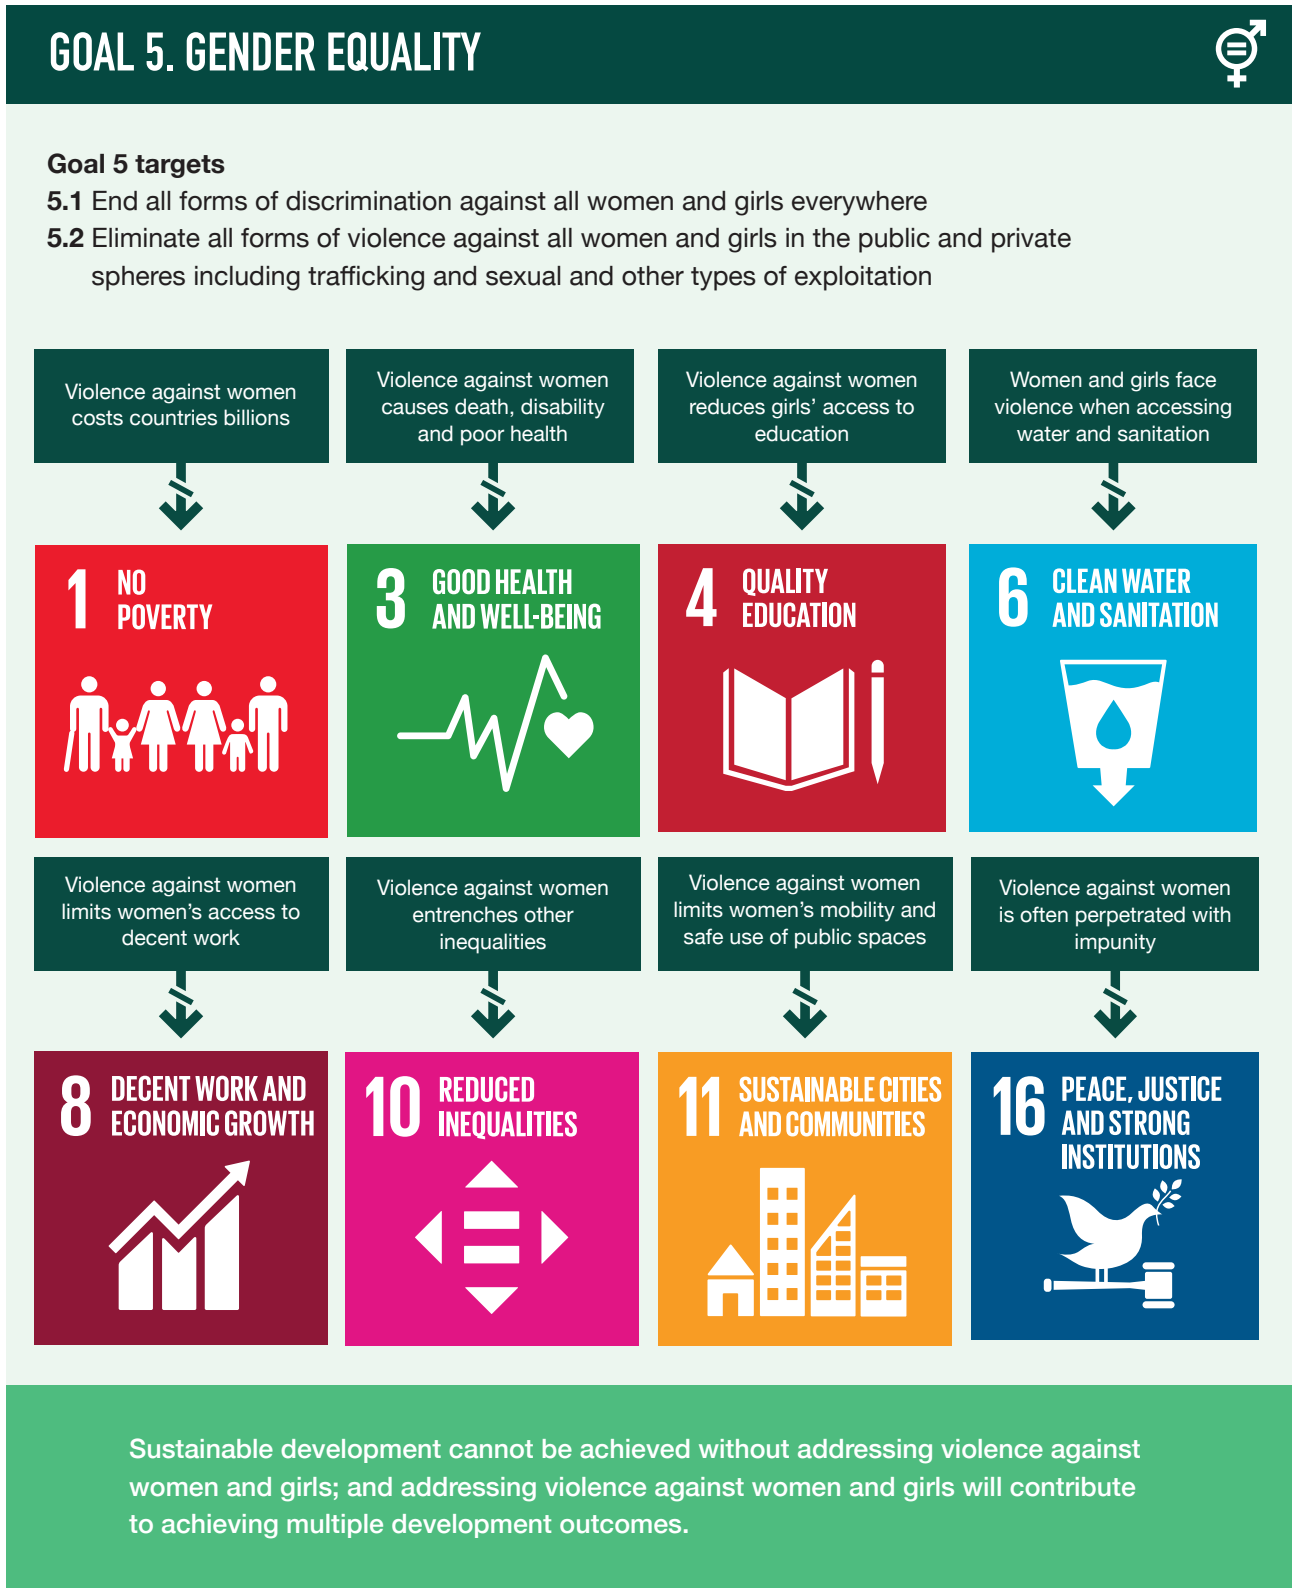 GOAL 5. GENDER EQUALITY
Goal 5 targets
5.1 End all forms of discrimination against all women and girls everywhere
5.2 Eliminate all forms of violence against all women and girls in the public and private
spheres including trafficking and sexual and other types of exploitation
Violence against women
costs countries billions
Violence against women
causes death, disability
and poor health
Violence against women
reduces girls’ access to
education
Women and girls face
violence when accessing
water and sanitation
1 NO
POVERTY
3 GOOD HEALTH
AND WELL-BEING
4 QUALITY
EDUCATION
6 CLEAN WATER
AND SANITATION
Violence against women
limits women’s access to
decent work
Violence against women
entrenches other
inequalities
Violence against women
limits women’s mobility and
safe use of public spaces
Violence against women
is often perpetrated with
impunity
8 DECENT WORK AND
ECONOMIC GROWTH
10 REDUCED
INEQUALITIES
11 SUSTAINABLE CITIES
AND COMMUNITIES
16 PEACE, JUSTICE
AND STRONG
INSTITUTIONS
Sustainable development cannot be achieved without addressing violence against
women and girls; and addressing violence against women and girls will contribute
to achieving multiple development outcomes.